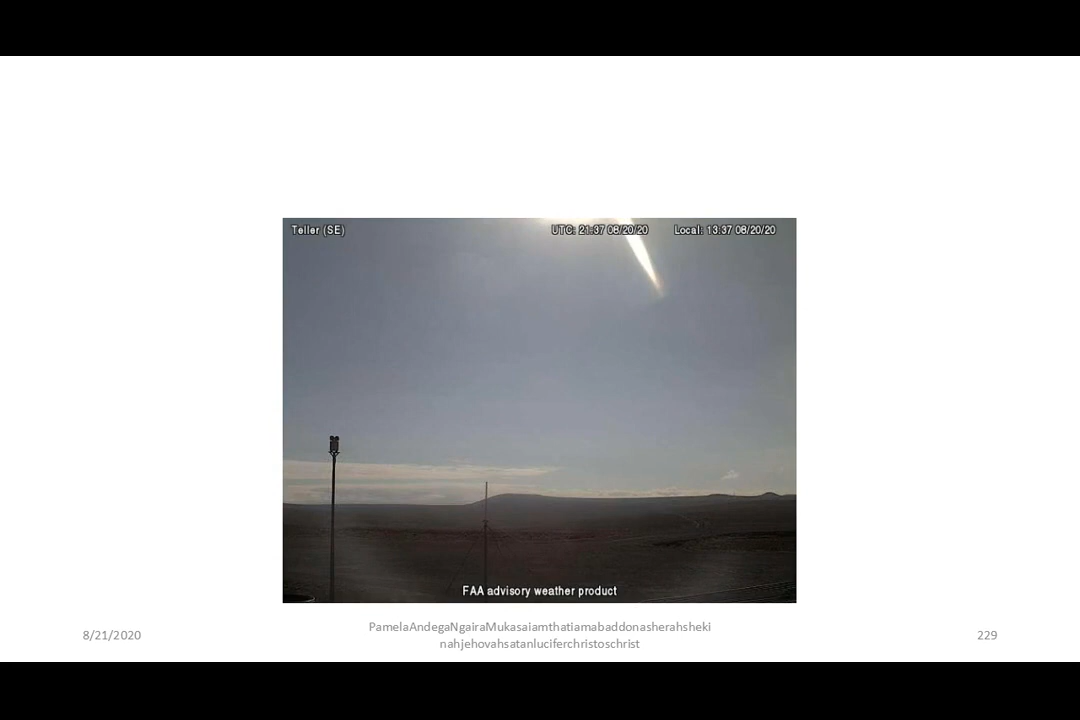 Teller (SE) UTC: 21:37 08/20/20 Local: 13:37 08/20/20
FAA advisory weather product
8/21/2020
PamelaAndegaNgairaMukasaiamthatiamabaddonasherahsheki
nahjehovahsatanluciferchristoschrist
229